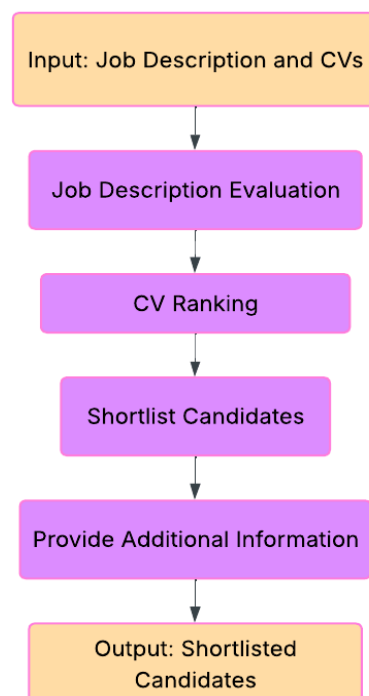 Input: Job Description and CVs
Job Description Evaluation
CV Ranking
Shortlist Candidates
Provide Additional Information
Output: Shortlisted
Candidates